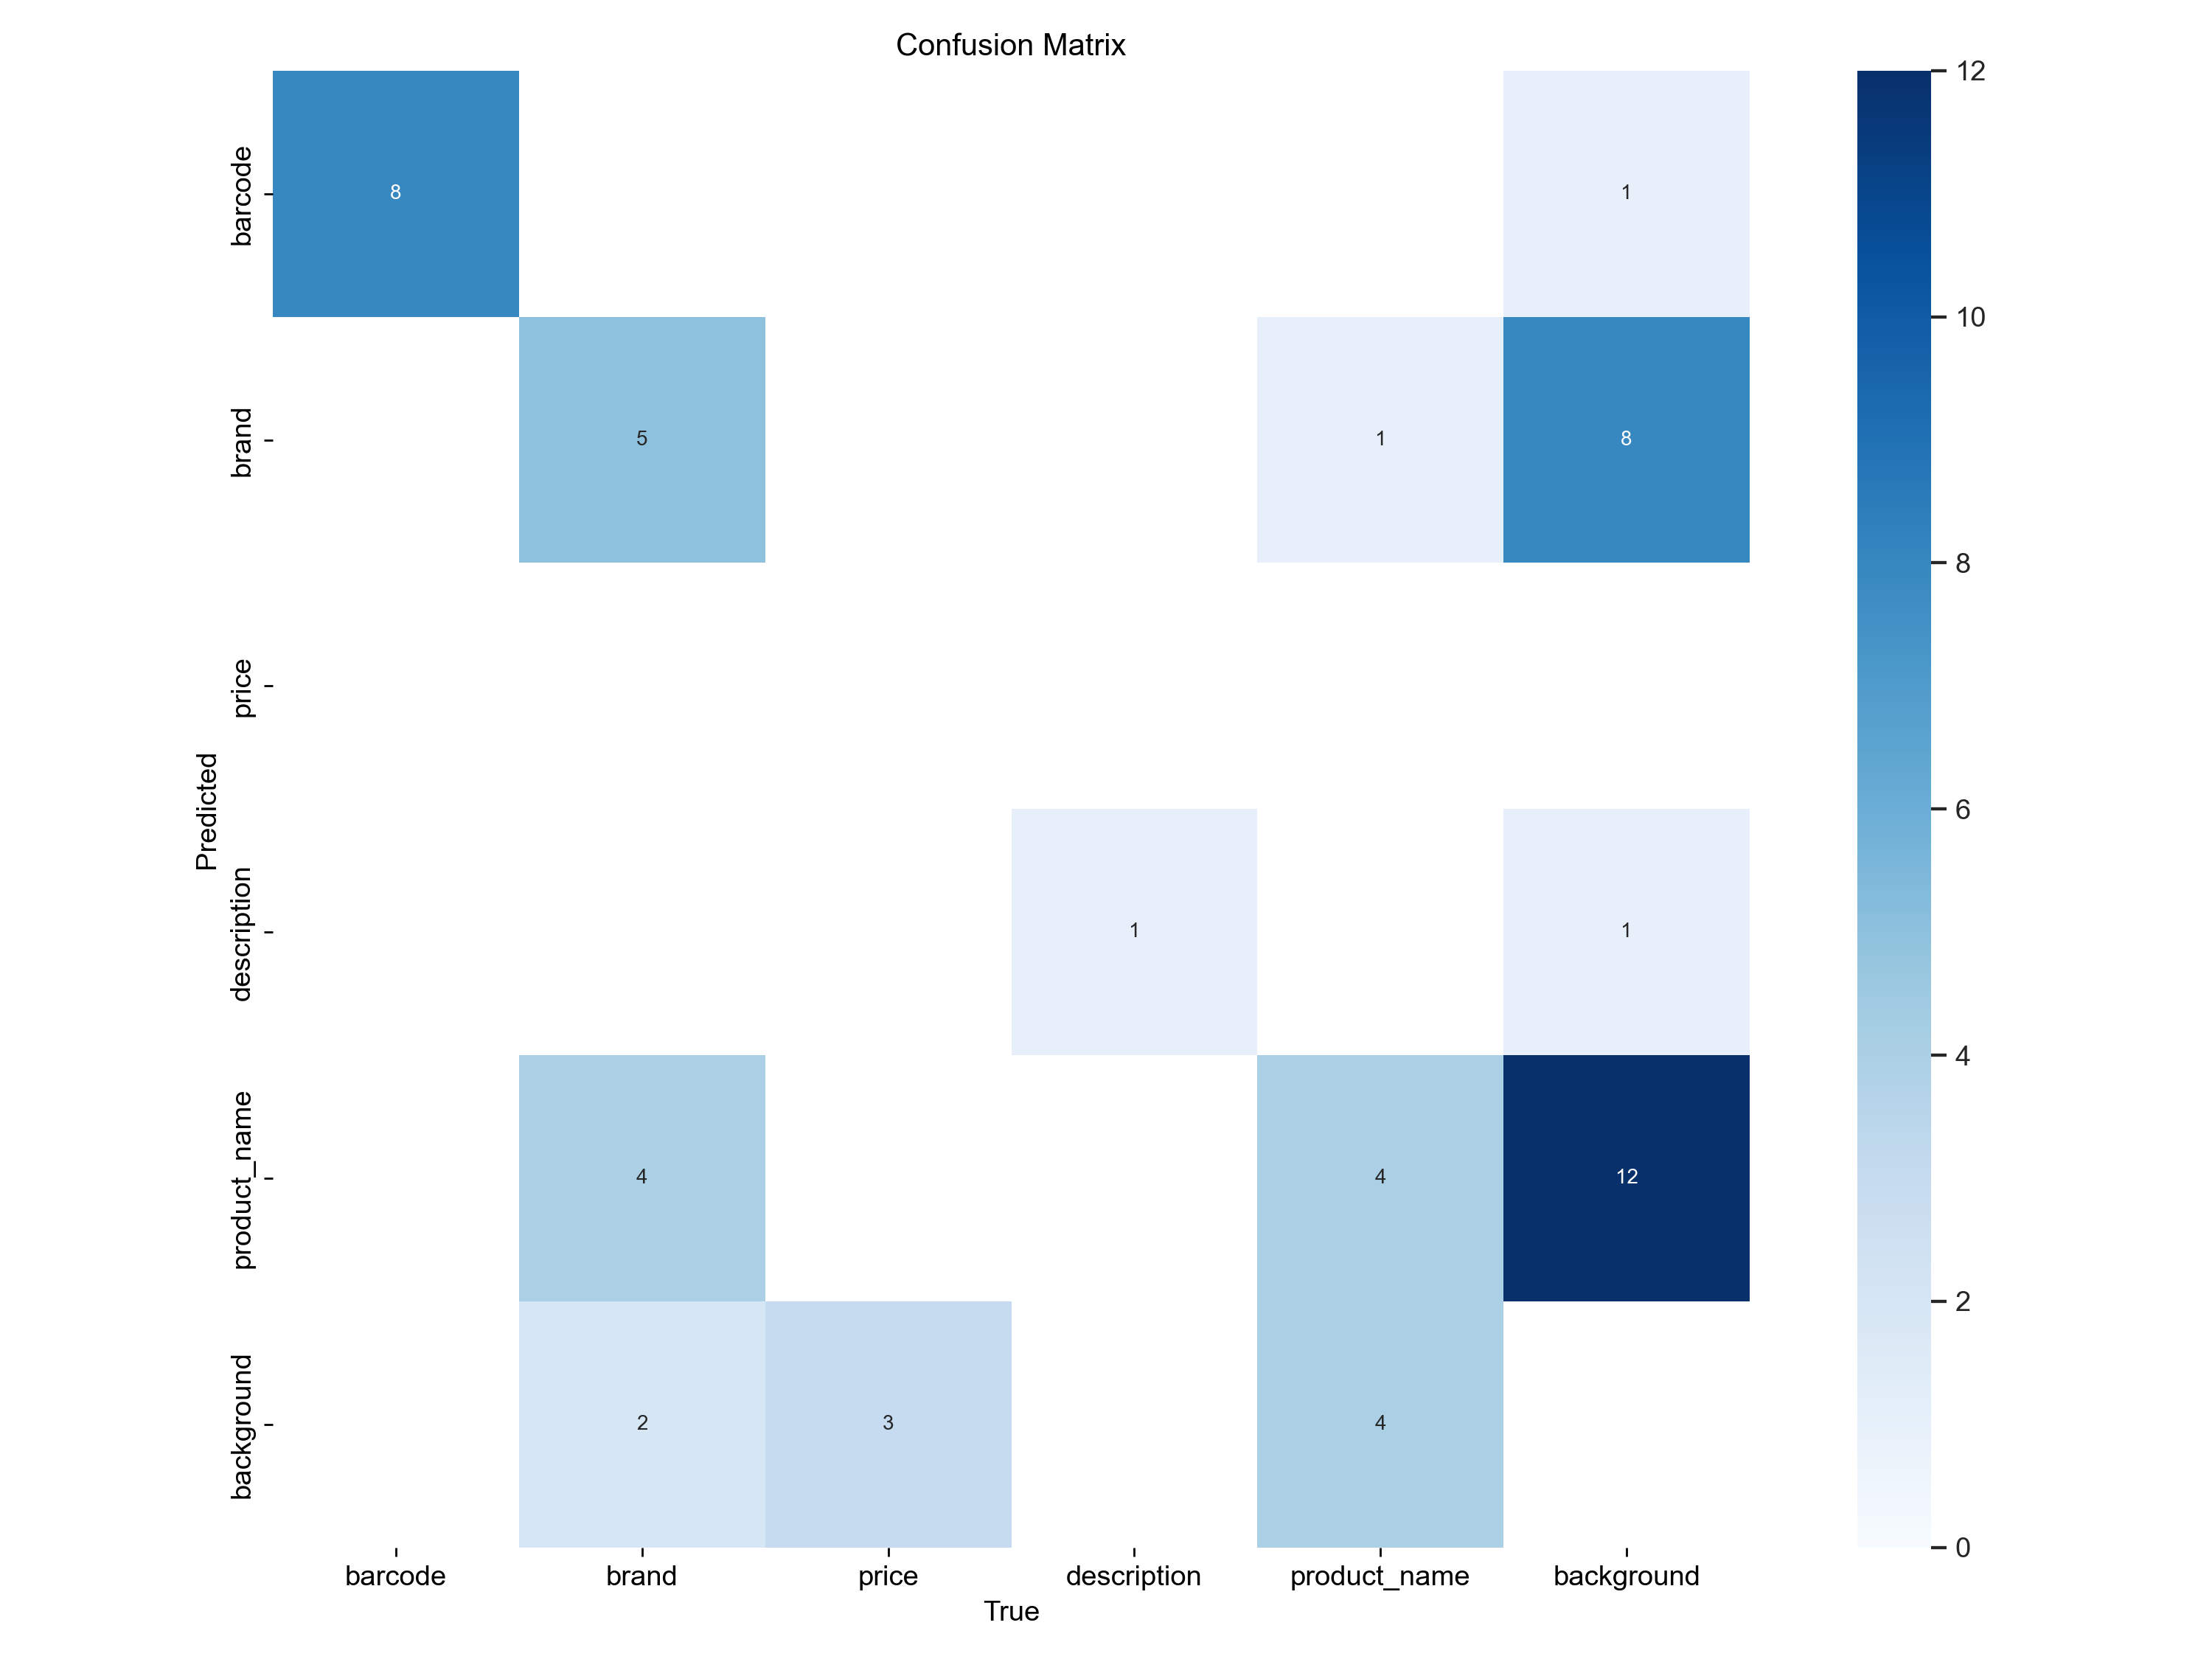 Confusion Matrix
barcode
8
1
12
10
8
6
4
2
0
brand
5
1
8
price
Predicted
description
1
1
product_name
4
4
12
background
2
3
4
barcode brand price description product_name background
True